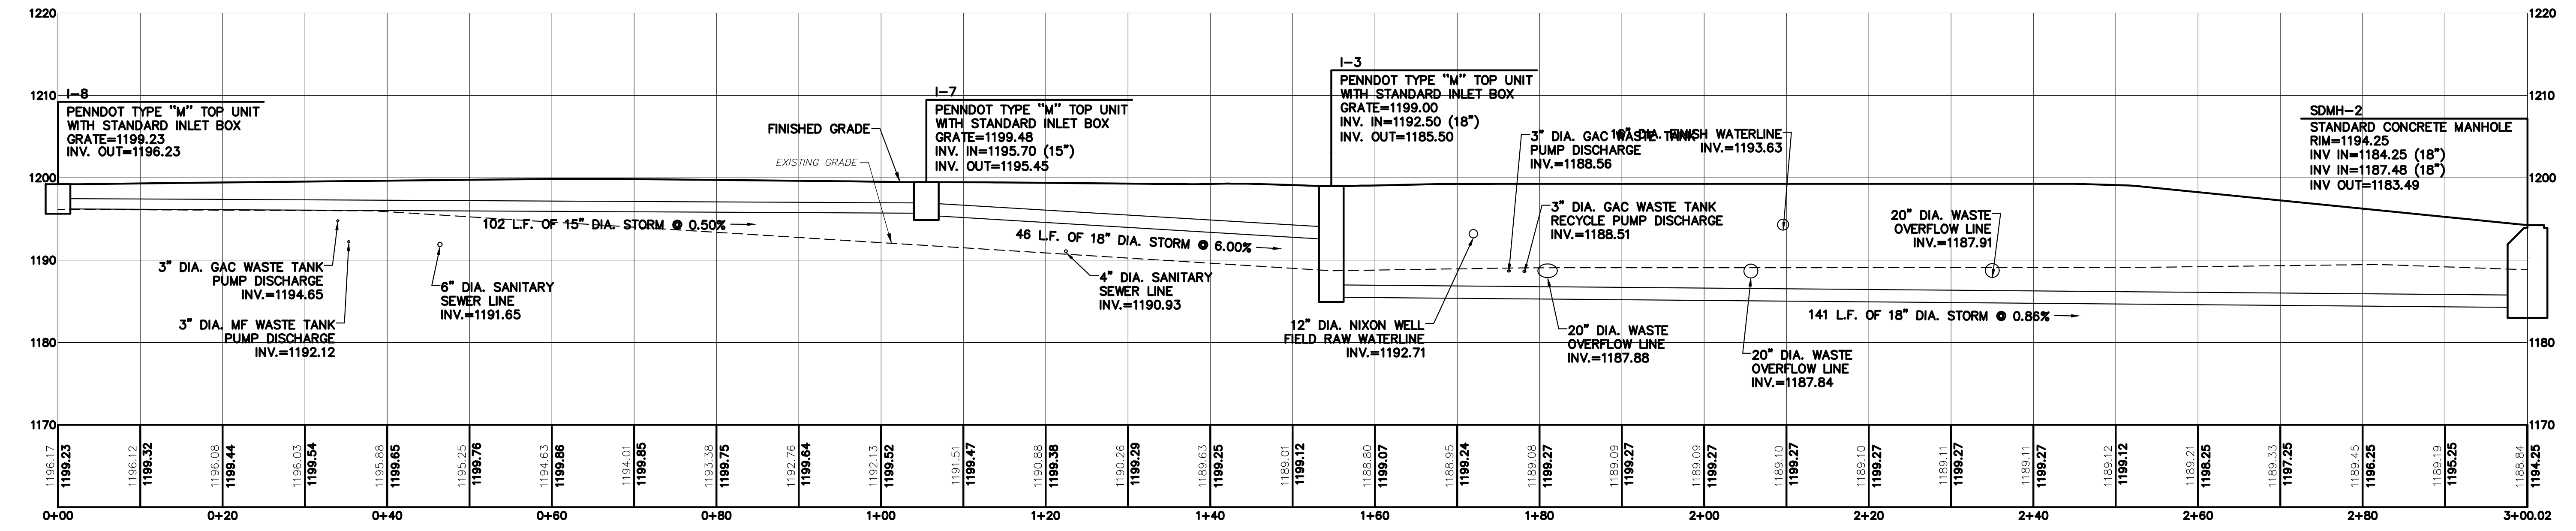 1220
1220
1210
1210
1200
1200
1190
1190
1180
1180
1170
1170
I-8
PENNDOT TYPE "M" TOP UNIT
WITH STANDARD INLET BOX
GRATE=1199.23
INV. OUT=1196.23
3" DIA. GAC WASTE TANK
PUMP DISCHARGE
INV.=1194.65
3" DIA. MF WASTE TANK
PUMP DISCHARGE
INV.=1192.12
6" DIA. SANITARY
SEWER LINE
INV.=1191.65
102 L.F. OF 15" DIA. STORM @ 0.50%
FINISHED GRADE
EXISTING GRADE
I-7
PENNDOT TYPE "M" TOP UNIT
WITH STANDARD INLET BOX
GRATE=1199.48
INV. IN=1195.70 (15")
INV. OUT=1195.45
46 L.F. OF 18" DIA. STORM @ 6.00%
4" DIA. SANITARY
SEWER LINE
INV.=1190.93
I-3
PENNDOT TYPE "M" TOP UNIT
WITH STANDARD INLET BOX
GRATE=1199.00
INV. IN=1192.50 (18")
INV. OUT=1185.50
12" DIA. NIXON WELL
FIELD RAW WATERLINE
INV.=1192.71
3" DIA. GAC WASTE TANK
PUMP DISCHARGE
INV.=1188.56
16" DIA. FINISH WATERLINE
INV.=1193.63
3" DIA. GAC WASTE TANK
RECYCLE PUMP DISCHARGE
INV.=1188.51
20" DIA. WASTE
OVERFLOW LINE
INV.=1187.88
20" DIA. WASTE
OVERFLOW LINE
INV.=1187.84
20" DIA. WASTE
OVERFLOW LINE
INV.=1187.91
141 L.F. OF 18" DIA. STORM @ 0.86%
SDMH-2
STANDARD CONCRETE MANHOLE
RIM=1194.25
INV IN=1184.25 (18")
INV IN=1187.48 (18")
INV OUT=1183.49
1196.17
1199.23
1196.12
1199.32
1196.08
1199.44
1196.03
1199.54
1195.88
1199.65
1195.25
1199.76
1194.63
1199.86
1194.01
1199.85
1193.38
1199.75
1192.76
1199.64
1192.13
1199.52
1191.51
1199.47
1190.88
1199.38
1190.26
1199.29
1189.63
1199.25
1189.01
1199.12
1188.80
1199.07
1188.95
1199.24
1189.08
1199.27
1189.09
1199.27
1189.09
1199.27
1189.10
1199.27
1189.10
1199.27
1189.11
1199.27
1189.11
1199.27
1189.12
1199.12
1189.21
1198.25
1189.33
1197.25
1189.45
1196.25
1189.19
1195.25
1188.84
1194.25
0+00
0+20
0+40
0+60
0+80
1+00
1+20
1+40
1+60
1+80
2+00
2+20
2+40
2+60
2+80
3+00.02